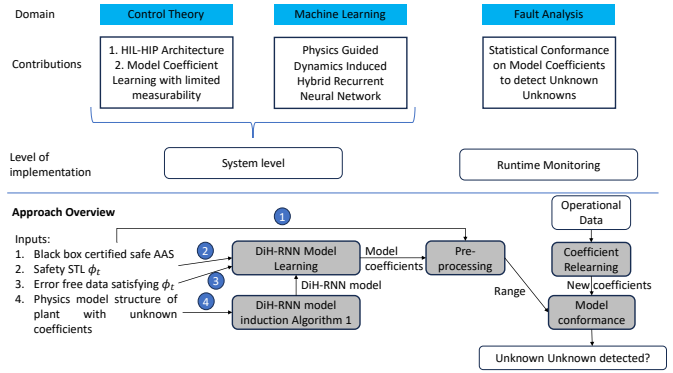 Domain
Control Theory
Machine Learning
Fault Analysis
Contributions
1. HIL-HIP Architecture
2. Model Coefficient
Learning with limited
measurability
Physics Guided
Dynamics Induced
Hybrid Recurrent
Neural Network
Statistical Conformance
on Model Coefficients
to detect Unknown
Unknowns
Level of
implementation
System level
Runtime Monitoring
Approach Overview
Inputs:
1. Black box certified safe AAS
2. Safety STL ϕt
3. Error free data satisfying ϕt
4. Physics model structure of
plant with unknown
coefficients
1
2
3
4
DiH-RNN Model
Learning
DiH-RNN model
DiH-RNN model
induction Algorithm 1
Model
coefficients
Pre-
processing
Range
Operational
Data
Coefficient
Relearning
New coefficients
Model
conformance
Unknown Unknown detected?